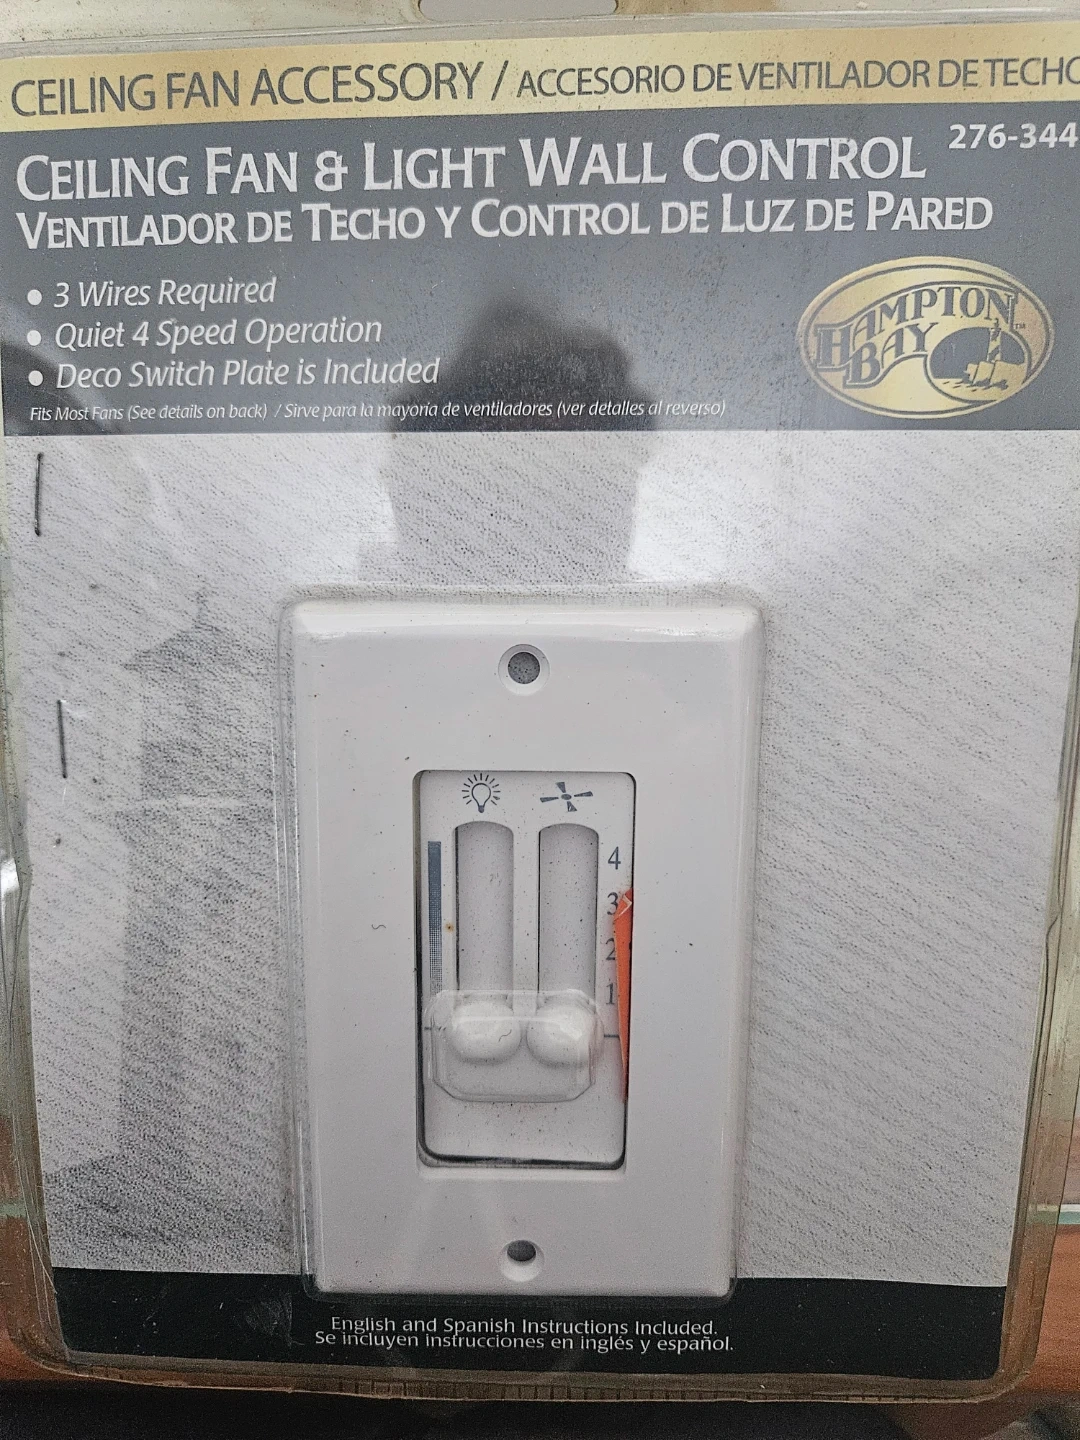 CEILING FAN ACCESSORY / ACCESORIO DE VENTILADOR DE TECHO
276-344
CEILING FAN & LIGHT WALL CONTROL
VENTILADOR DE TECHO Y CONTROL DE LUZ DE PARED
• 3 Wires Required
• Quiet 4 Speed Operation
• Deco Switch Plate is Included
Fits Most Fans (See details on back) / Sirve para la mayoría de ventiladores (ver detalles al reverso)
HAMPTON
BAY™
4
3
2
1
English and Spanish Instructions Included.
Se incluyen instrucciones en inglés y español.